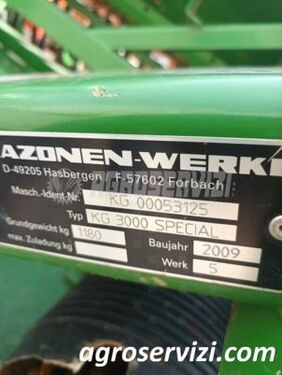 AZONEN-WERKE
D-49205 Hasbergen F-57602 Forbach
Masch.-Ident-Nr. KG 00053125
Typ KG 3000 SPECIAL
Grundgewicht kg 1180 Baujahr 2009
max. Zuladung kg Werk S
agroservizi.com